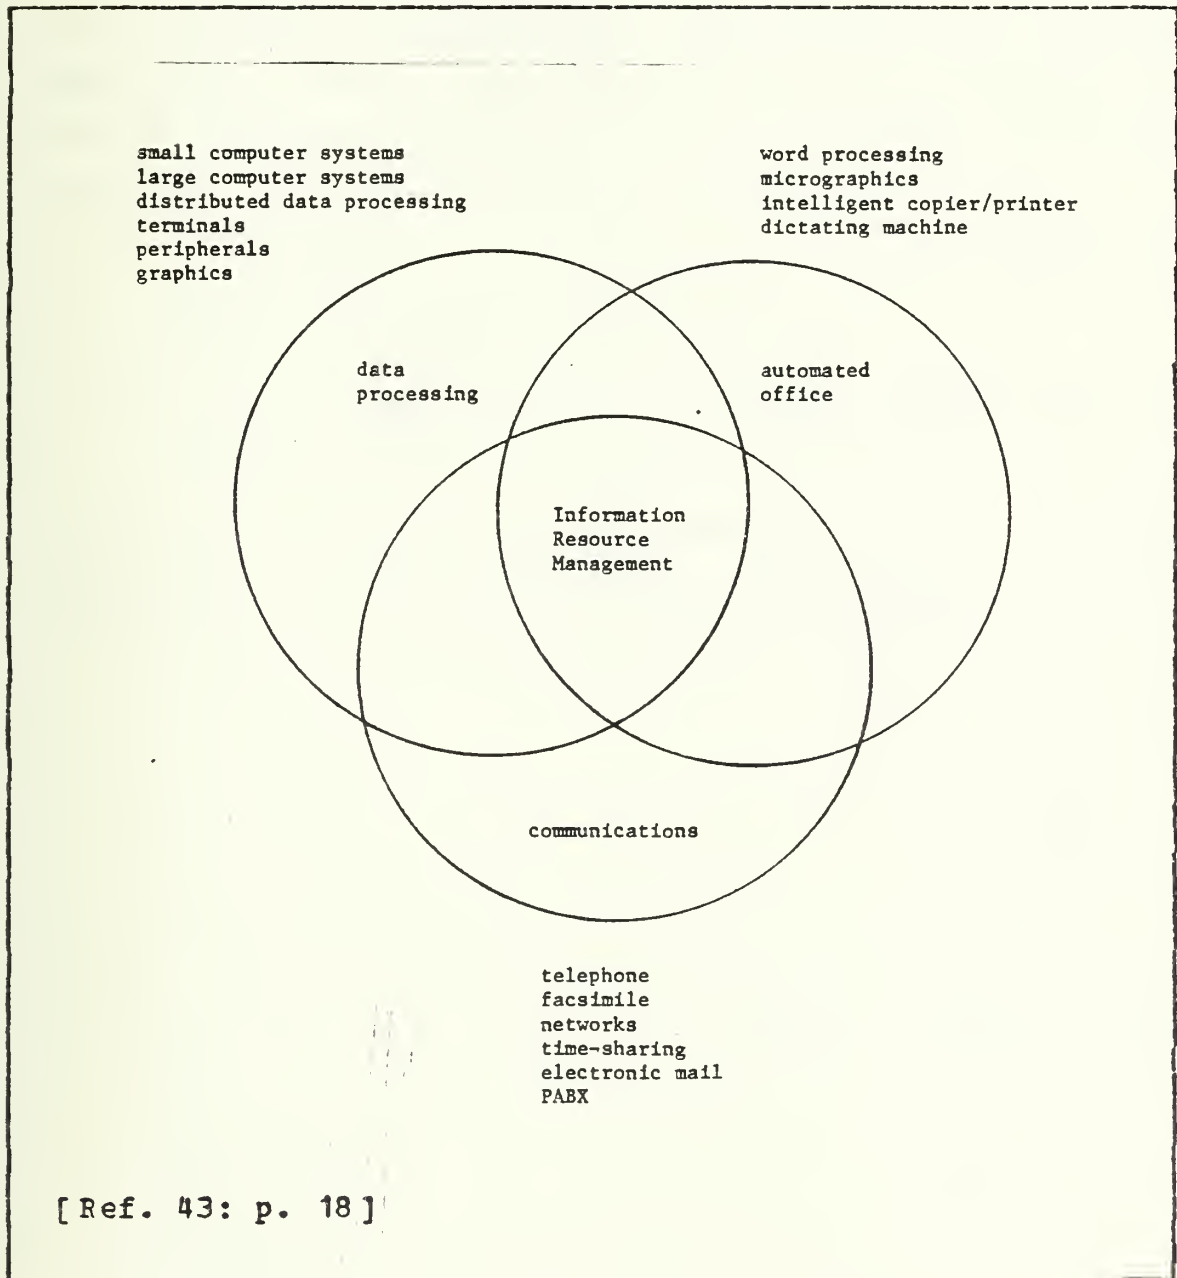 small computer systems
large computer systems
distributed data processing
terminals
peripherals
graphics
word processing
micrographics
intelligent copier/printer
dictating machine
data
processing
automated
office
Information
Resource
Management
communications
telephone
facsimile
networks
time-sharing
electronic mail
PABX
[Ref. 43: p. 18]